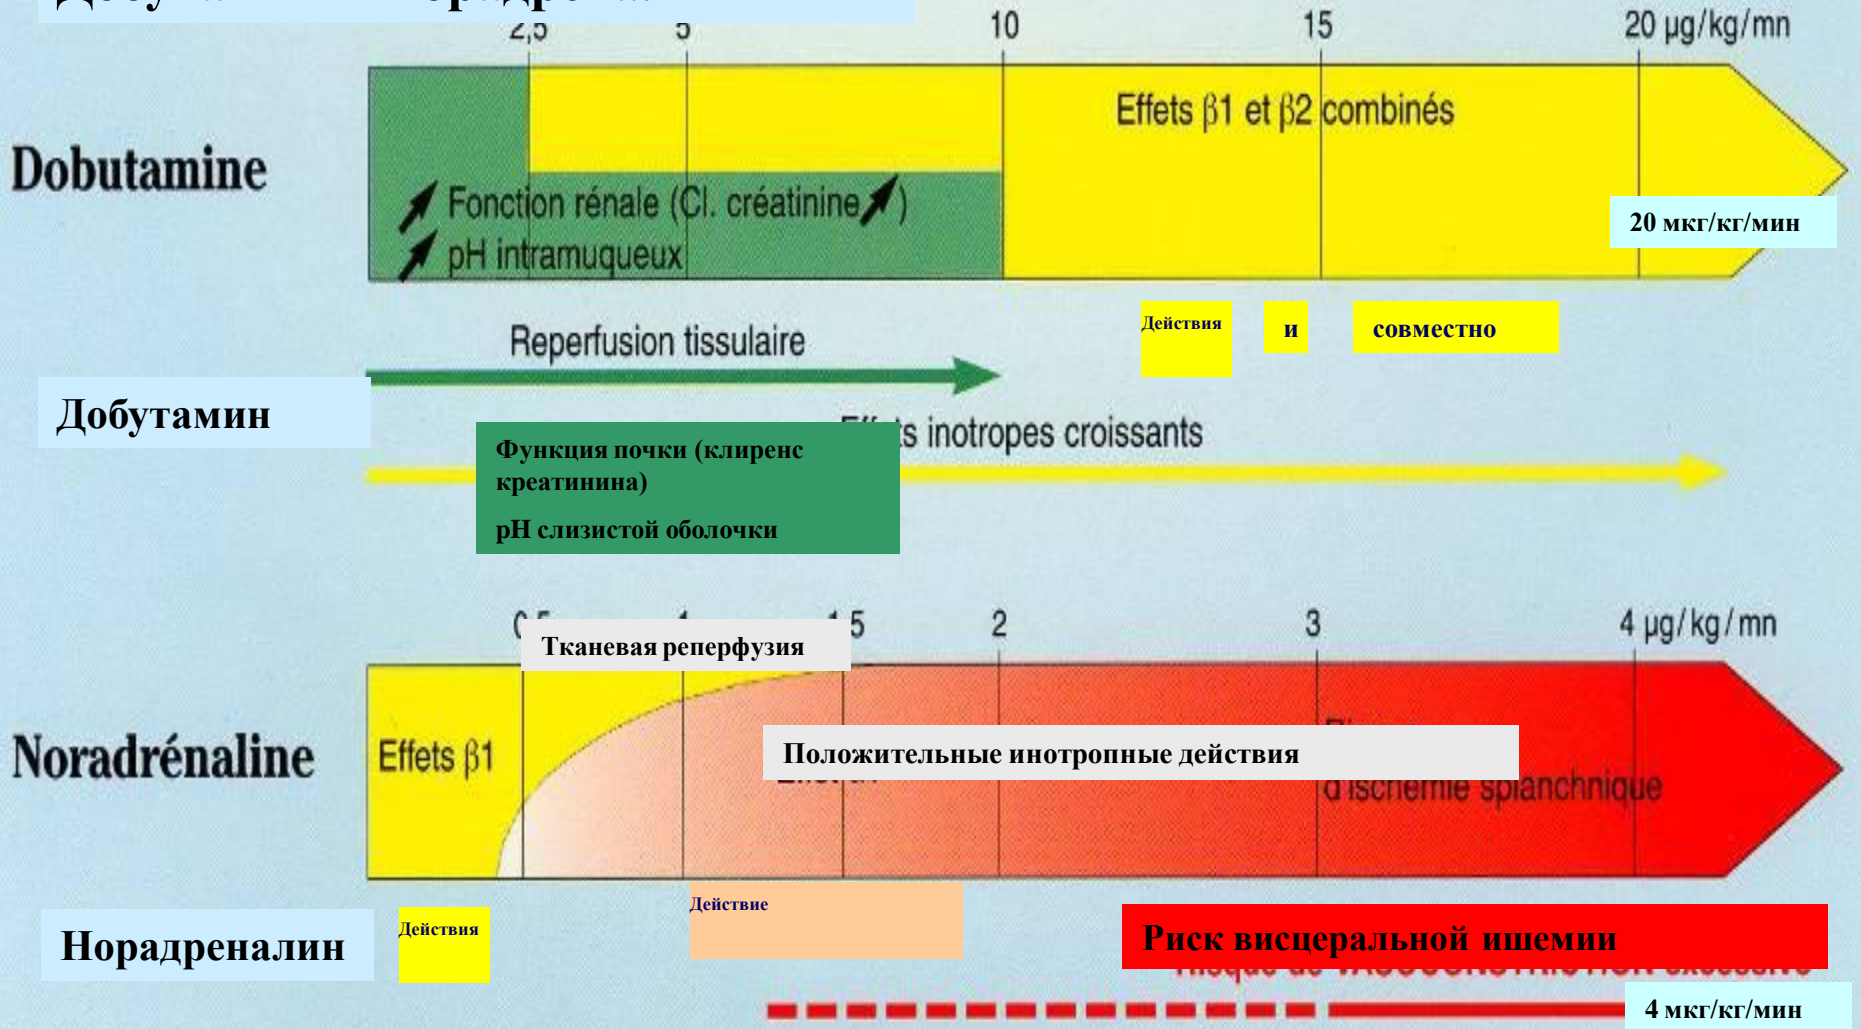 2,5 5 10 15 20 µg/kg/mn
Dobutamine
Effets β1 et β2 combinés
Fonction rénale (Cl. créatinine )
pH intramuqueux
20 мкг/кг/мин
Действия и совместно
Reperfusion tissulaire
Добутамин
inotropes croissants
Функция почки (клиренс
креатинина)
pH слизистой оболочки
1 2 3 4 µg/kg/mn
Тканевая реперфузия
Noradrénaline
Effets β1
Положительные инотропные действия
d'ischémie splanchnique
Действие
Норадреналин
Действия
Риск висцеральной ишемии
4 мкг/кг/мин